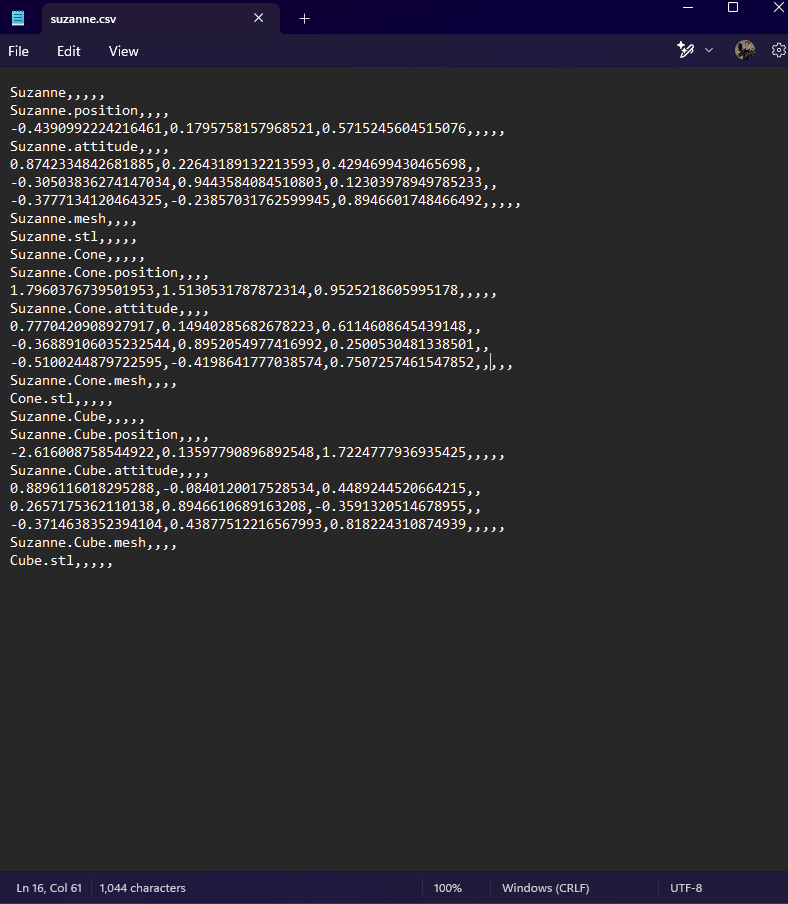 suzanne.csv
File Edit View
Suzanne,,,,,
Suzanne.position,,,,
-0.4390992224216461,0.1795758157968521,0.5715245604515076,,,,,
Suzanne.attitude,,,,
0.8742334842681885,0.22643189132213593,0.4294699430465698,,
-0.30503836274147034,0.9443584084510803,0.12303978949785233,,
-0.3777134120464325,-0.23857031762599945,0.8946601748466492,,,,,
Suzanne.mesh,,,,
Suzanne.stl,,,,,
Suzanne.Cone,,,,,
Suzanne.Cone.position,,,,
1.7960376739501953,1.5130531787872314,0.9525218605995178,,,,,
Suzanne.Cone.attitude,,,,
0.7770420908927917,0.14940285682678223,0.6114608645439148,,
-0.36889106035232544,0.8952054977416992,0.2500530481338501,,
-0.5100244879722595,-0.4198641777038574,0.7507257461547852,,,,,
Suzanne.Cone.mesh,,,,
Cone.stl,,,,,
Suzanne.Cube,,,,,
Suzanne.Cube.position,,,,
-2.616008758544922,0.13597790896892548,1.7224777936935425,,,,,
Suzanne.Cube.attitude,,,,
0.8896116018295288,-0.0840120017528534,0.4489244520664215,,
0.2657175362110138,0.8946610689163208,-0.3591320514678955,,
-0.3714638352394104,0.43877512216567993,0.818224310874939,,,,,
Suzanne.Cube.mesh,,,,
Cube.stl,,,,,
Ln 16, Col 61 1,044 characters 100% Windows (CRLF) UTF-8